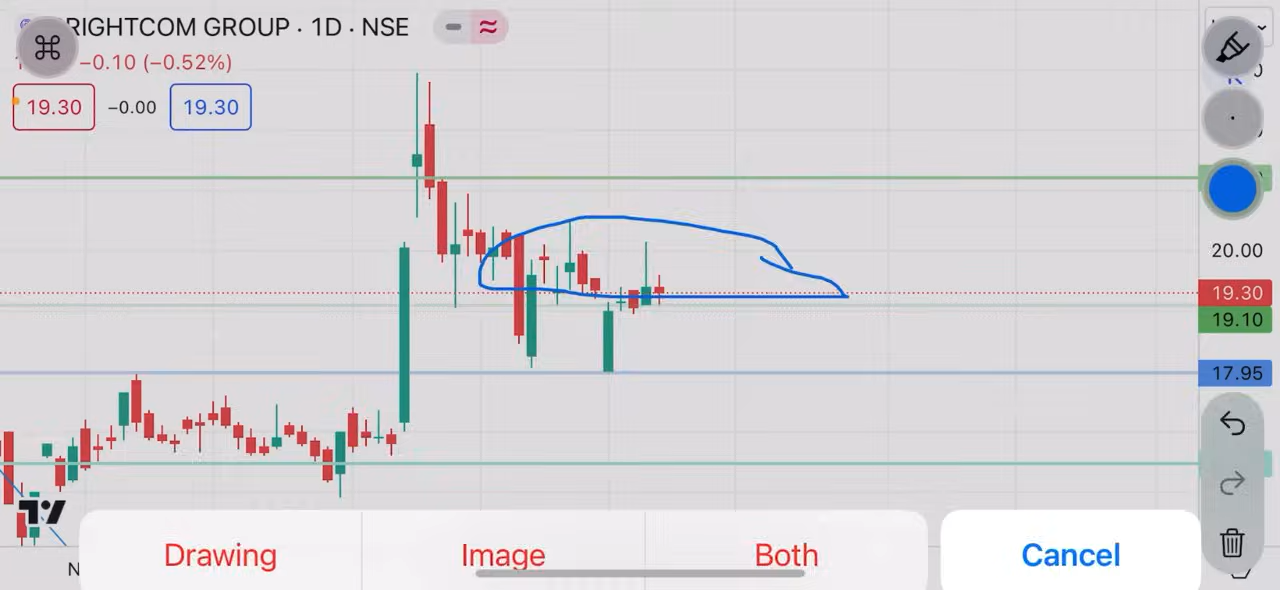 RIGHTCOM GROUP · 1D · NSE
−0.10 (−0.52%)
19.30 −0.00 19.30
20.00
19.30
19.10
17.95
Drawing Image Both Cancel